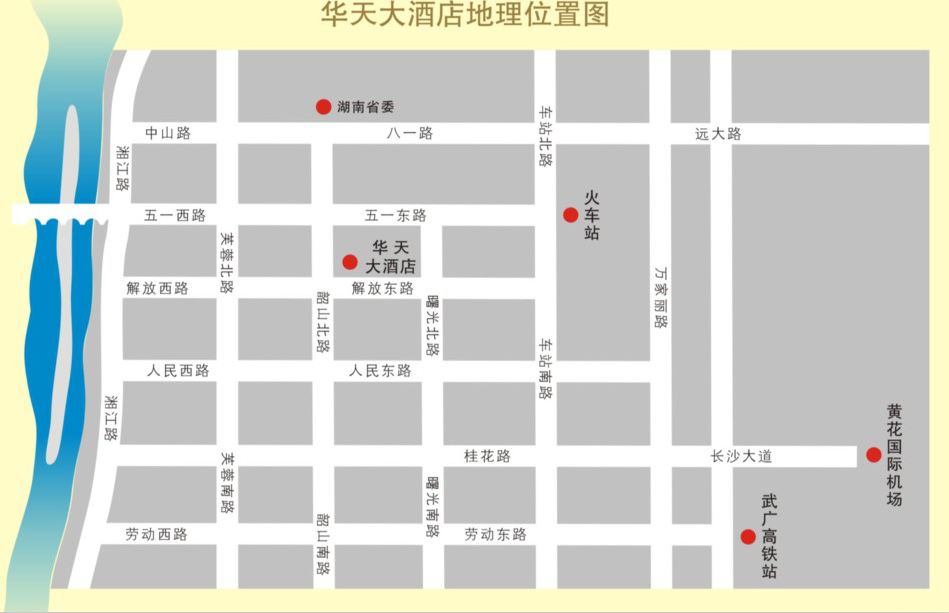 华天大酒店地理位置图
湖南省委
中山路
八一路
车站北路
远大路
湘江路
五一西路
五一东路
火车站
芙蓉北路
华天
大酒店
解放西路
解放东路
万家丽路
韶山北路
曙光北路
人民西路
人民东路
车站南路
湘江路
黄花国际机场
芙蓉南路
桂花路
长沙大道
曙光南路
武广高铁站
劳动西路
韶山南路
劳动东路